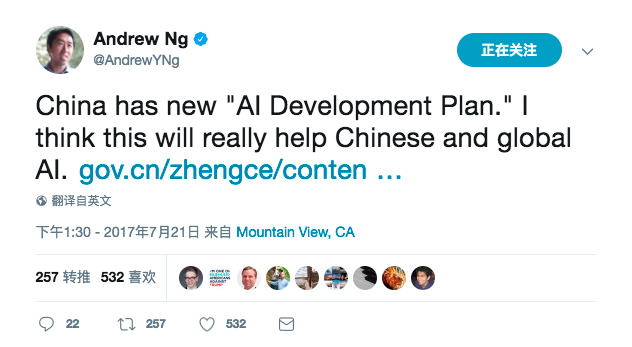 Andrew Ng
@AndrewYNg
正在关注
China has new "AI Development Plan." I
think this will really help Chinese and global
AI. gov.cn/zhengce/conten …
翻译自英文
下午1:30 - 2017年7月21日 来自 Mountain View, CA
257 转推 532 喜欢
22 257 532